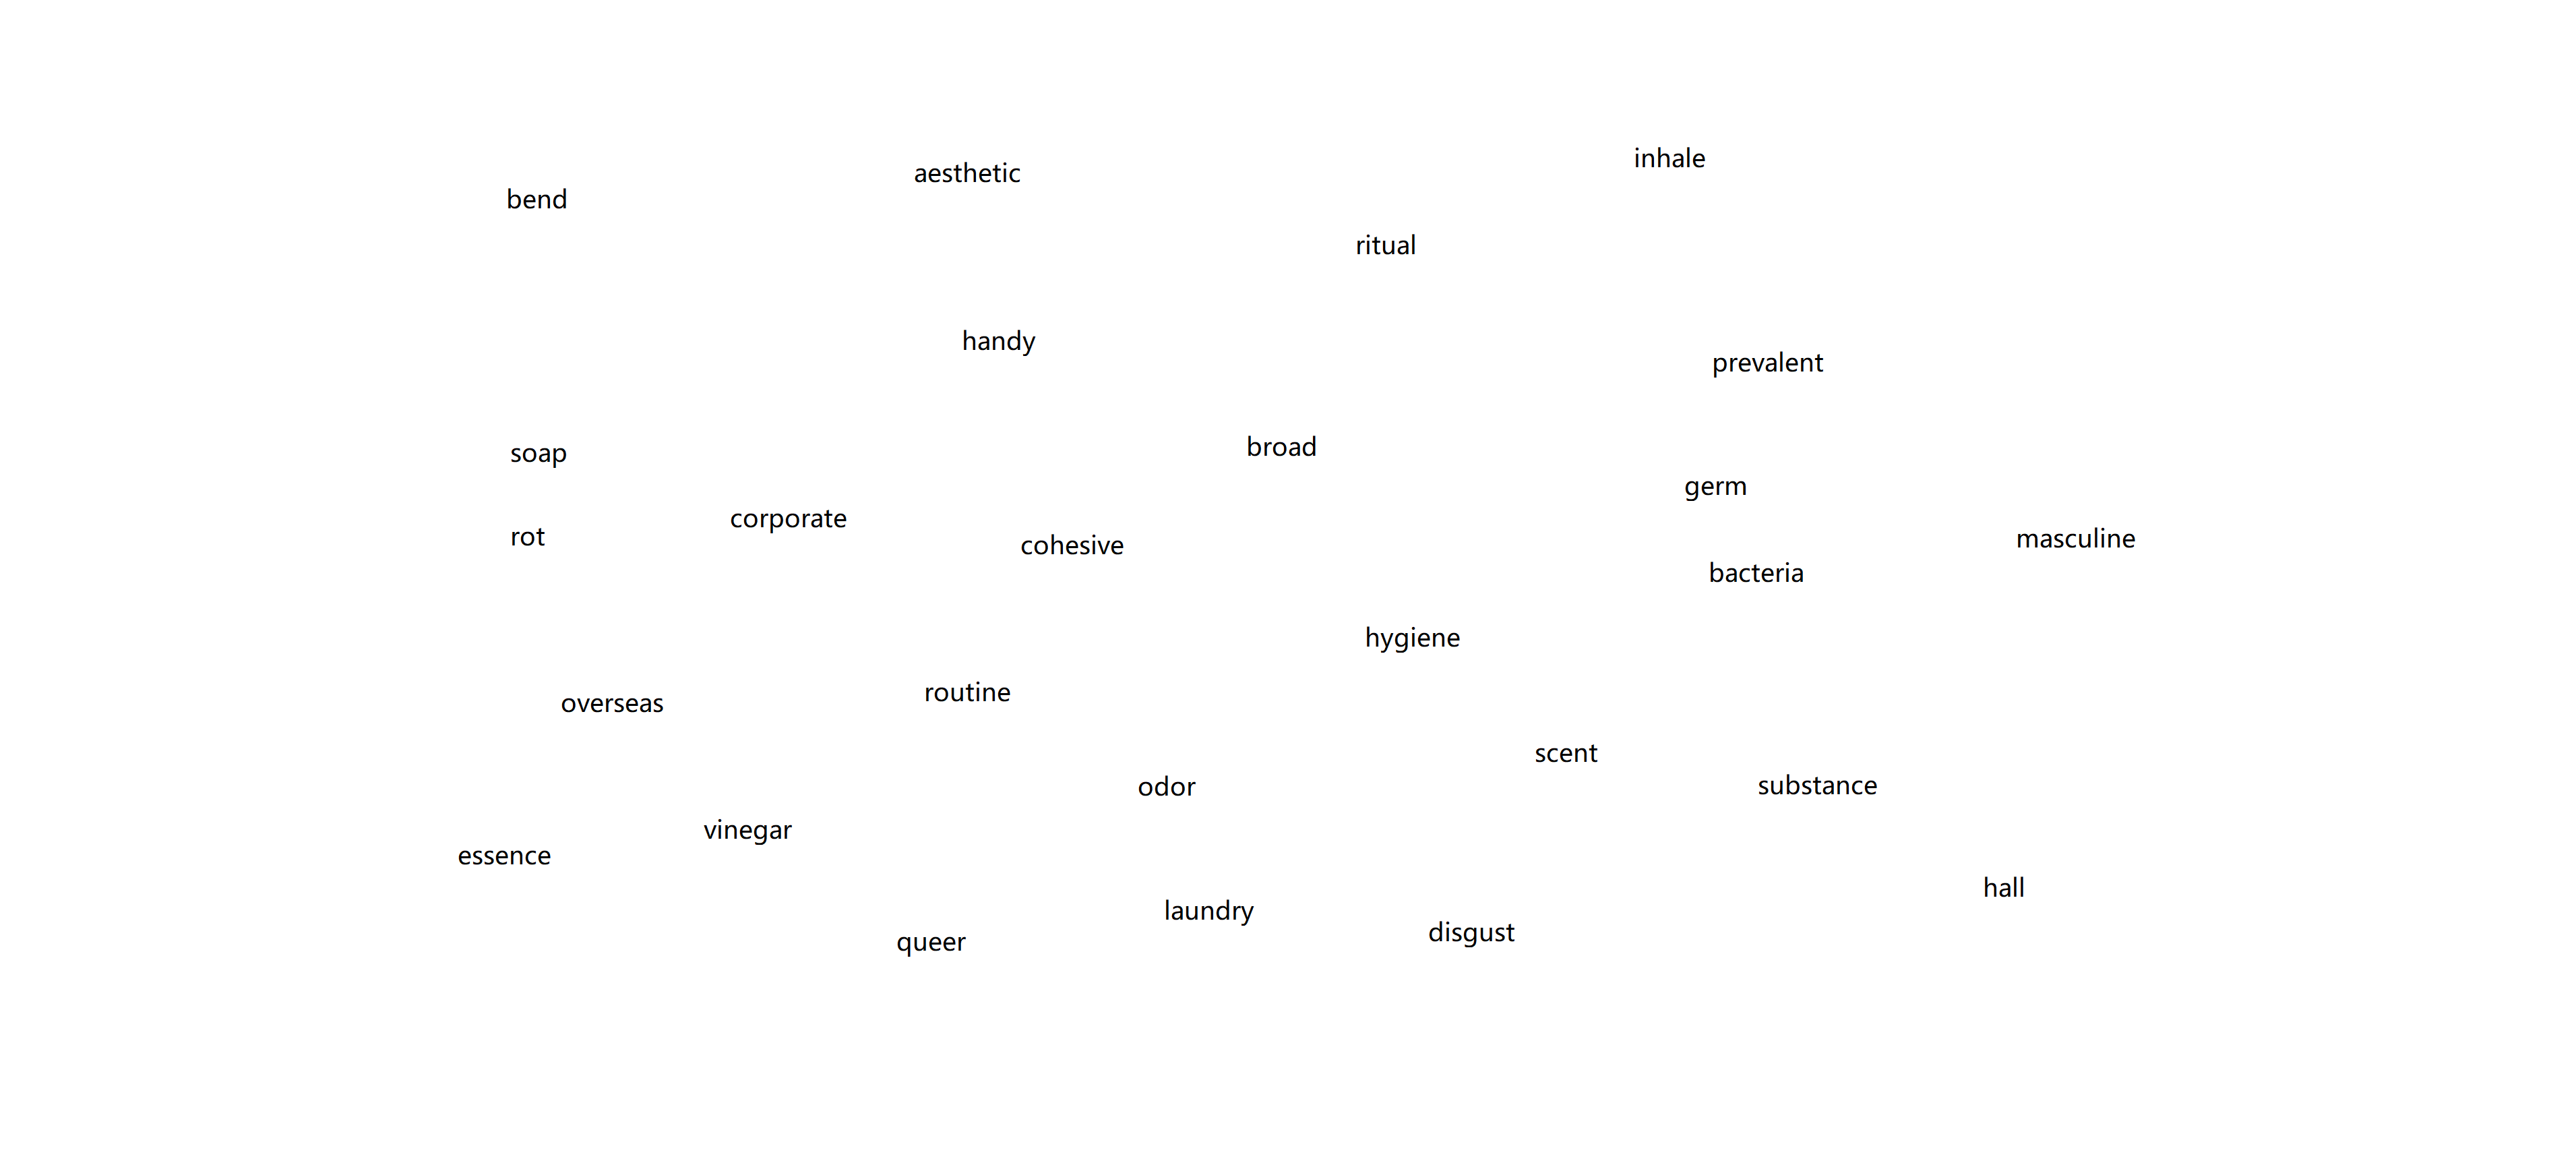 inhale
aesthetic
bend
ritual
handy
prevalent
broad
soap
germ
corporate
rot
masculine
cohesive
bacteria
hygiene
routine
overseas
scent
substance
odor
vinegar
essence
hall
laundry
disgust
queer